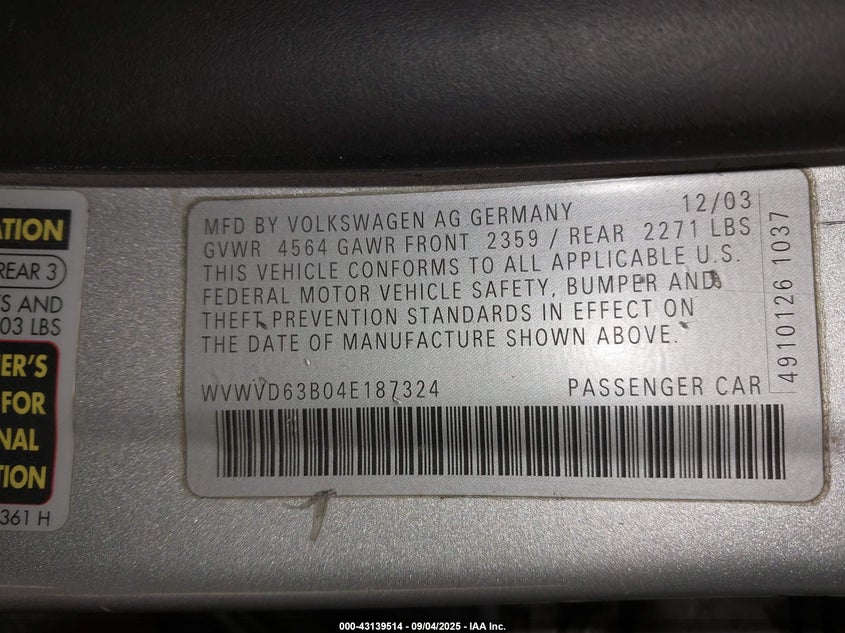 ATION
REAR 3
TS AND
03 LBS
ER'S
FOR
NAL
TION
361 H
MFD BY VOLKSWAGEN AG GERMANY 12/03
GVWR 4564 GAWR FRONT 2359 / REAR 2271 LBS
THIS VEHICLE CONFORMS TO ALL APPLICABLE U.S.
FEDERAL MOTOR VEHICLE SAFETY, BUMPER AND
THEFT PREVENTION STANDARDS IN EFFECT ON
THE DATE OF MANUFACTURE SHOWN ABOVE.
WVWVD63B04E187324 PASSENGER CAR
4910126 1037
000-43139514 - 09/04/2025 - IAA Inc.